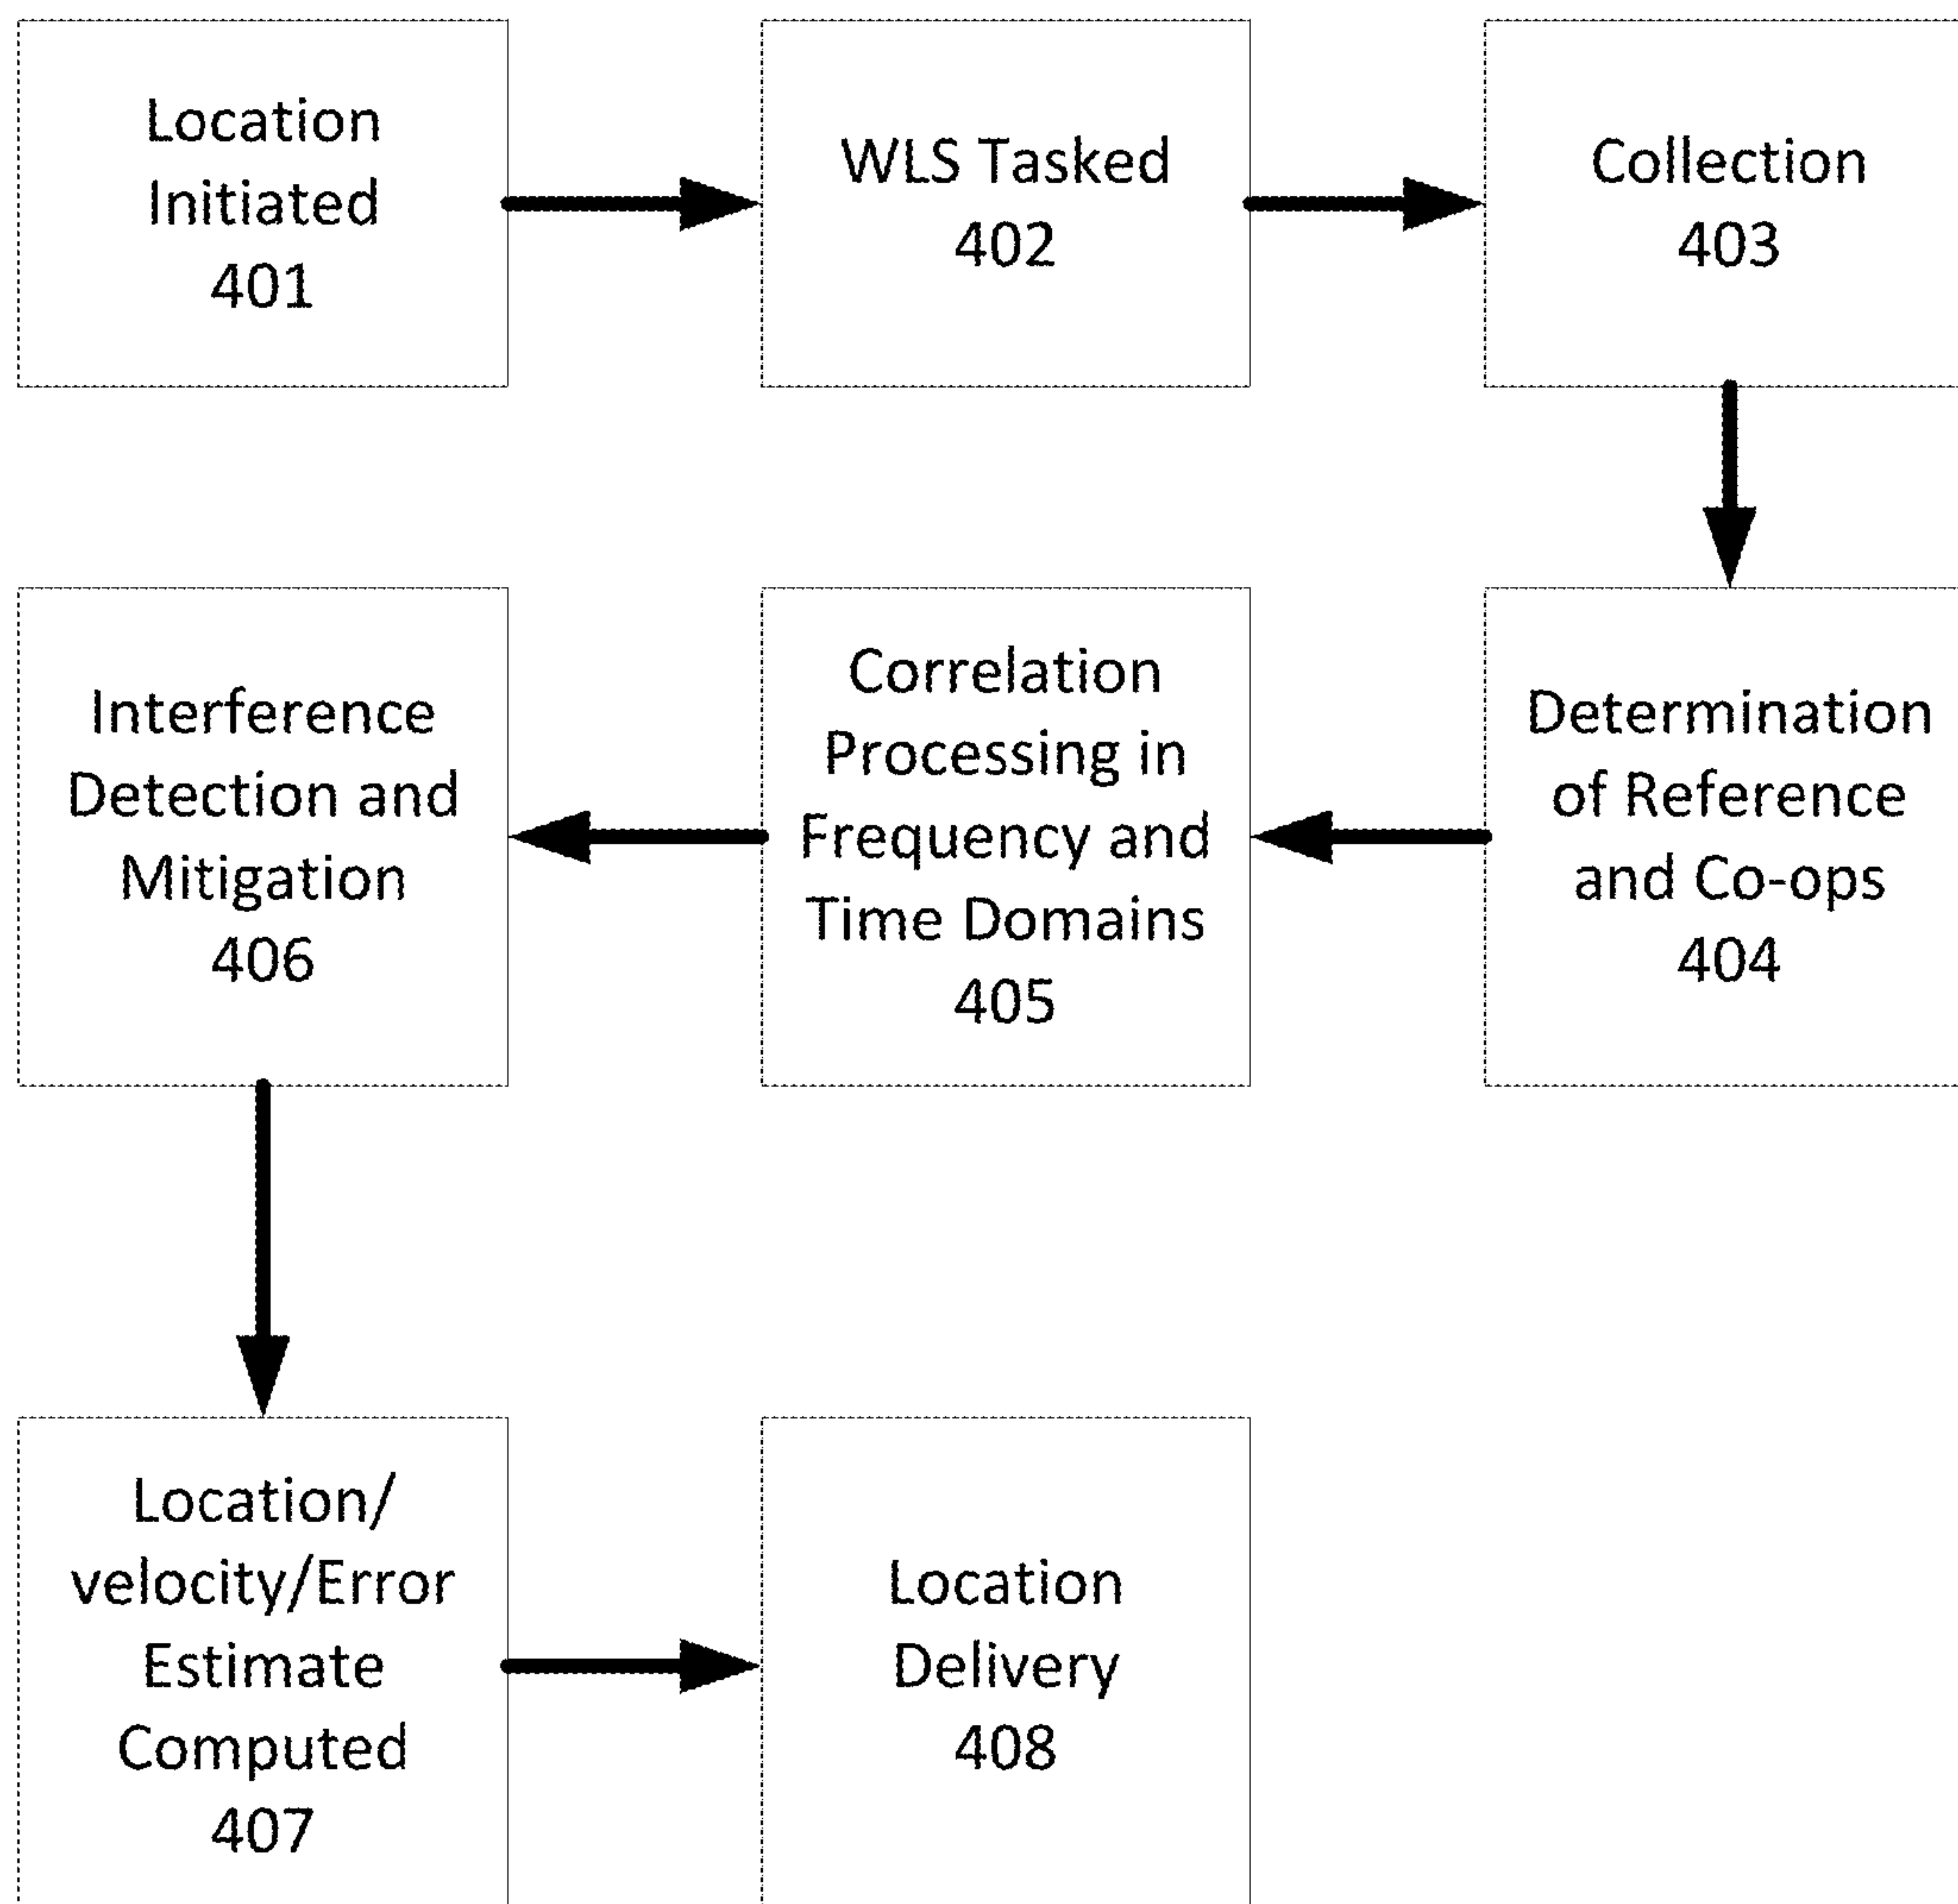 Location
Initiated
401
WLS Tasked
402
Collection
403
Determination
of Reference
and Co-ops
404
Correlation
Processing in
Frequency and
Time Domains
405
Interference
Detection and
Mitigation
406
Location/
velocity/Error
Estimate
Computed
407
Location
Delivery
408